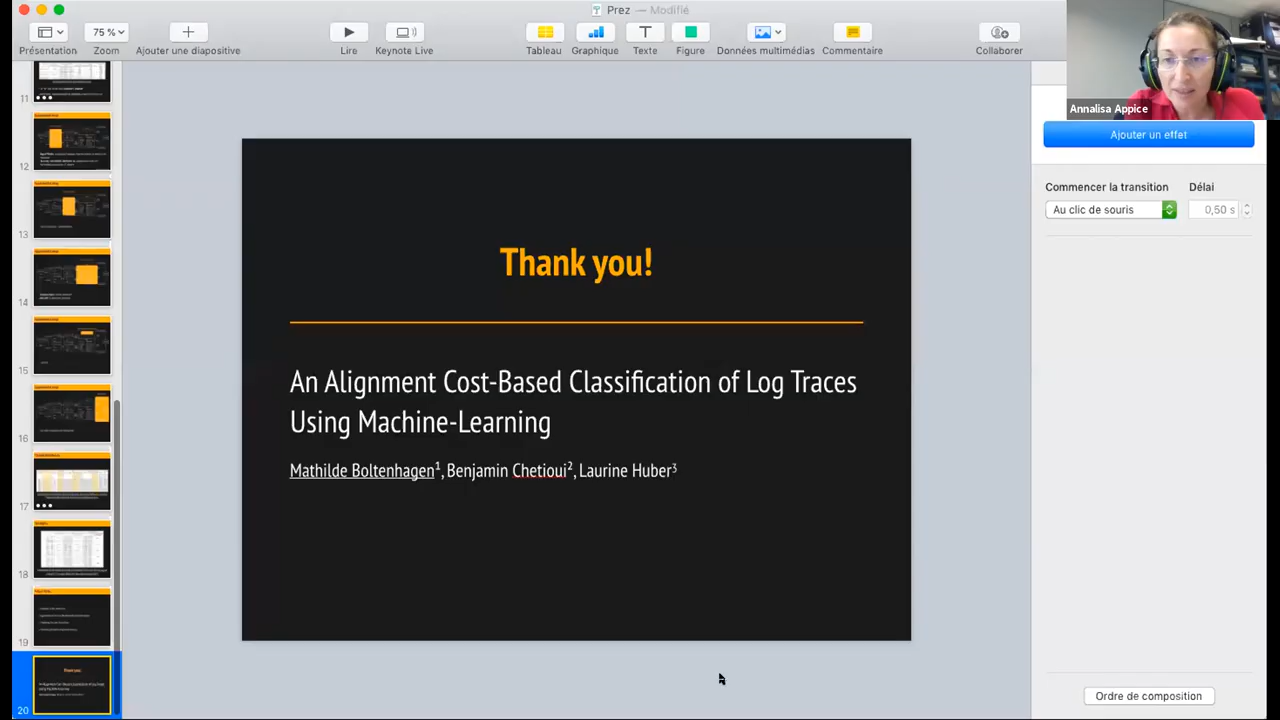 Prez — Modifié
75 %
Présentation
Zoom
Ajouter une diapositive
Lire
Keynote Live
Tableau
Graphique
Texte
Figure
Données multimédias
Commentaire
Collaborer
Annalisa Appice
Ajouter un effet
Commencer la transition
Délai
Au clic de souris
0,50 s
Ordre de composition
11
12
13
14
15
16
17
18
19
20
Thank you!
Thank you!
An Alignment Cost-Based Classification of Log Traces
Using Machine-Learning
Mathilde Boltenhagen¹, Benjamin Chetioui², Laurine Huber³